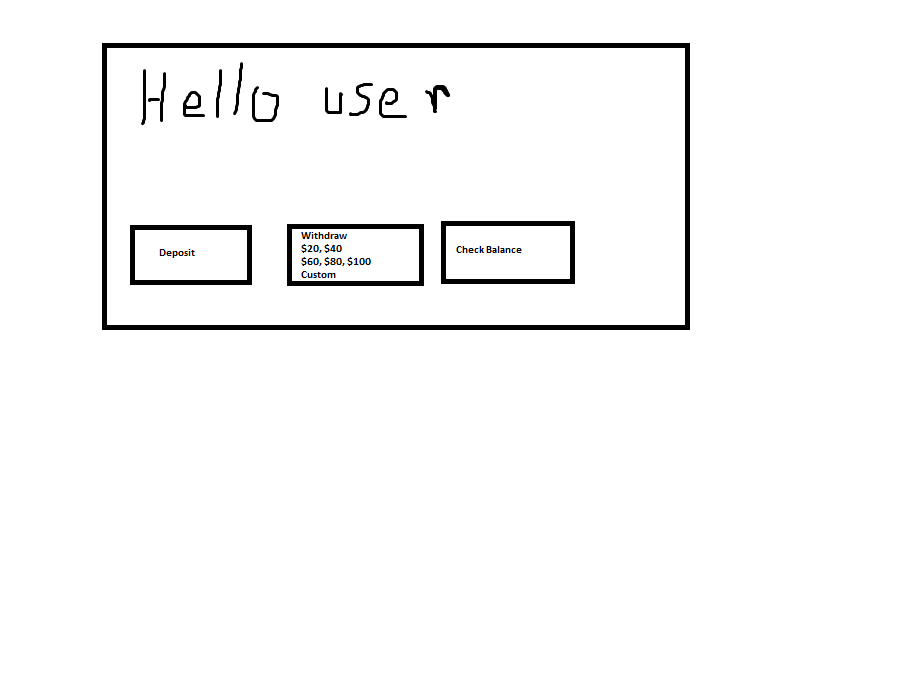 Hello user
Deposit
Withdraw
$20, $40
$60, $80, $100
Custom
Check Balance